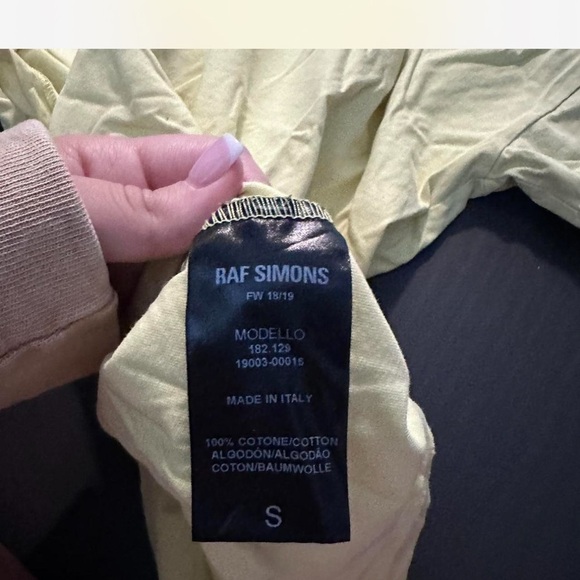 RAF SIMONS
FW 18/19
MODELLO
182.129
19003-00016
MADE IN ITALY
100% COTONE/COTTON
ALGODÓN/ALGODÃO
COTON/BAUMWOLLE
S